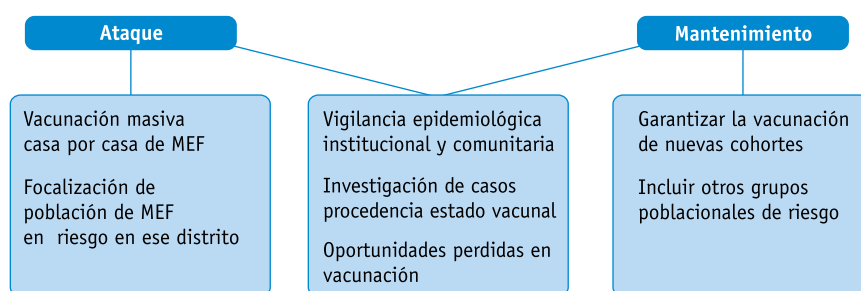 Ataque
Mantenimiento
Vacunación masiva
casa por casa de MEF
Focalización de
población de MEF
en riesgo en ese distrito
Vigilancia epidemiológica
institucional y comunitaria
Investigación de casos
procedencia estado vacunal
Oportunidades perdidas en
vacunación
Garantizar la vacunación
de nuevas cohortes
Incluir otros grupos
poblacionales de riesgo